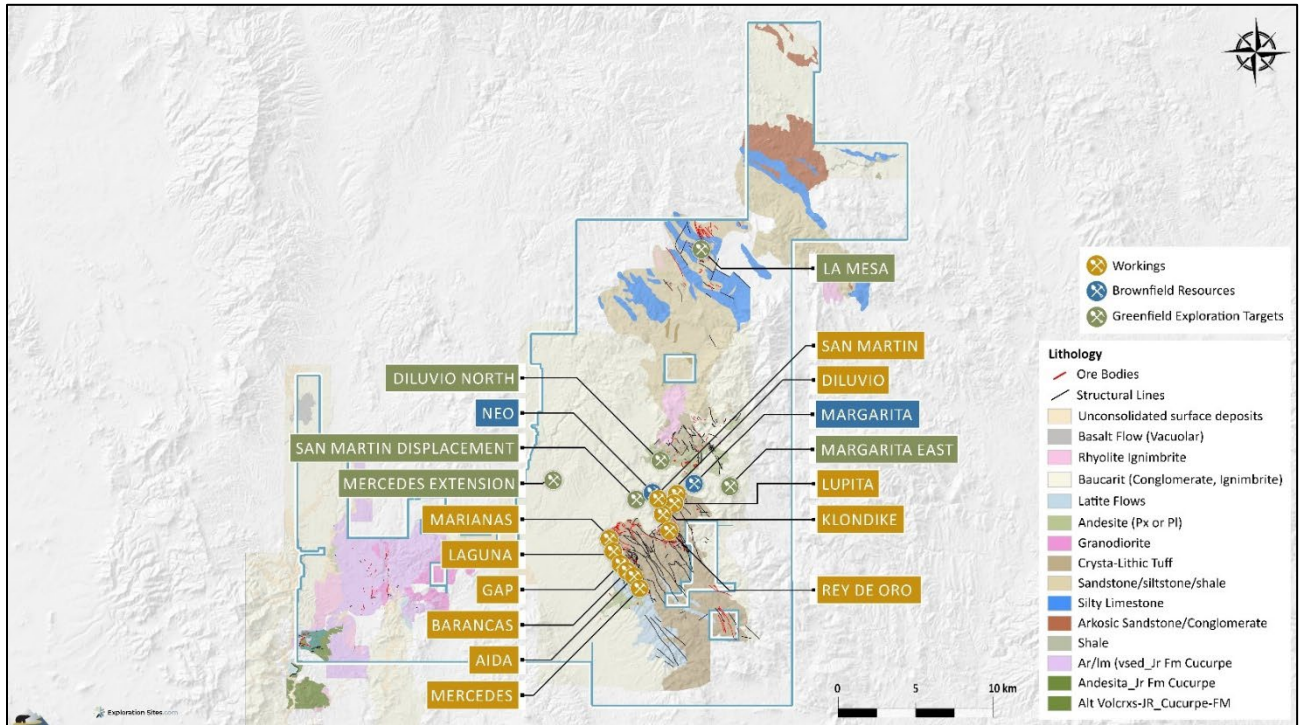 LA MESA
Workings
Brownfield Resources
Greenfield Exploration Targets
SAN MARTIN
DILUVIO
MARGARITA
MARGARITA EAST
LUPITA
KLONDIKE
REY DE ORO
DILUVIO NORTH
NEO
SAN MARTIN DISPLACEMENT
MERCEDES EXTENSION
MARIANAS
LAGUNA
GAP
BARANCAS
AIDA
MERCEDES
Lithology
Ore Bodies
Structural Lines
Unconsolidated surface deposits
Basalt Flow (Vacuolar)
Rhyolite Ignimbrite
Baucarit (Conglomerate, Ignimbrite)
Latite Flows
Andesite (Px or Pl)
Granodiorite
Crysta-Lithic Tuff
Sandstone/siltstone/shale
Silty Limestone
Arkosic Sandstone/Conglomerate
Shale
Ar/lm (vsed_Jr Fm Cucurpe
Andesita_Jr Fm Cucurpe
Alt Volcrxs-JR_Cucurpe-FM
0 5 10 km
Exploration Sites.com